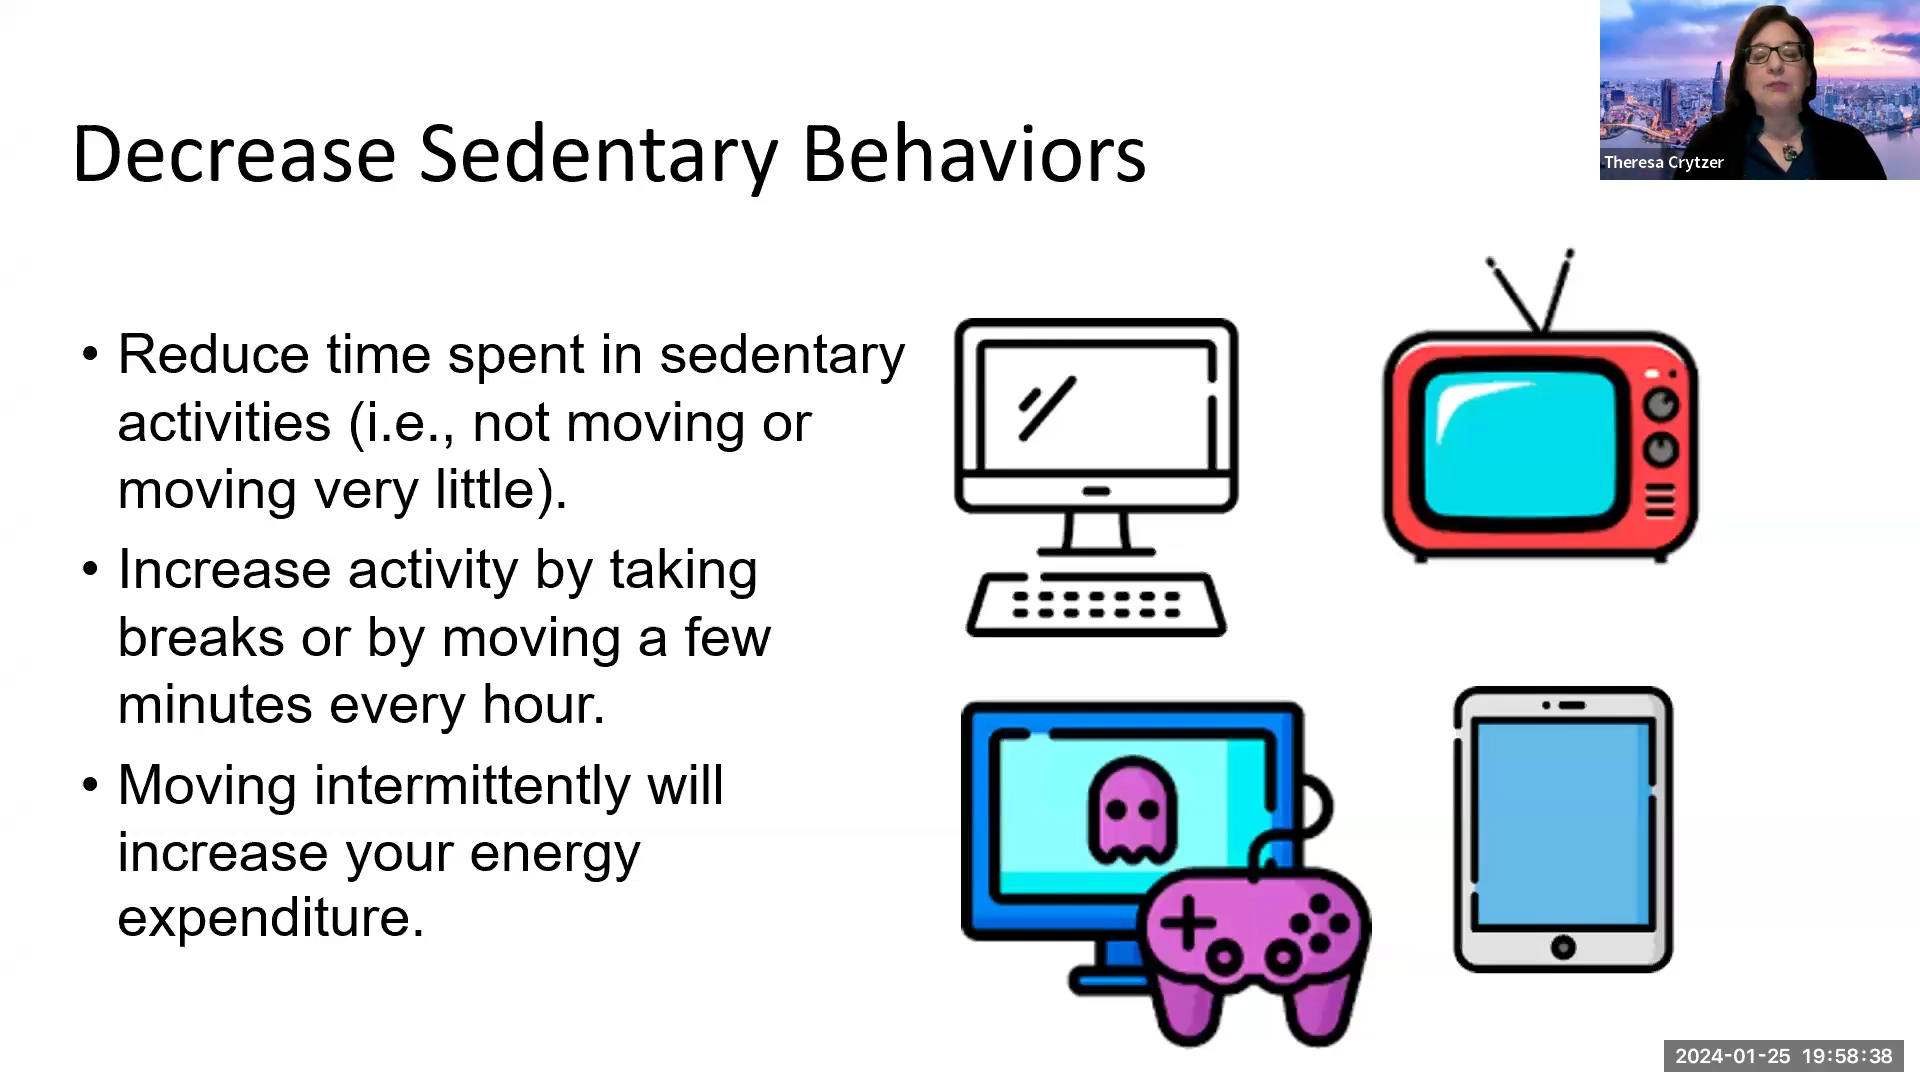 Theresa Crytzer
Decrease Sedentary Behaviors
• Reduce time spent in sedentary
activities (i.e., not moving or
moving very little).
• Increase activity by taking
breaks or by moving a few
minutes every hour.
• Moving intermittently will
increase your energy
expenditure.
2024-01-25 19:58:38